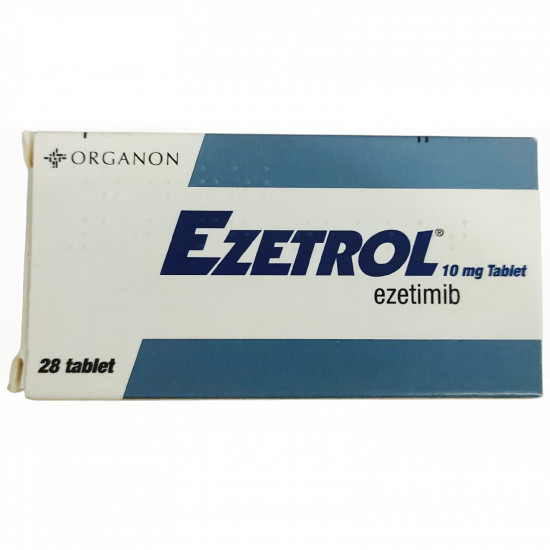 ORGANON
EZETROL® 10 mg Tablet
ezetimib
28 tablet